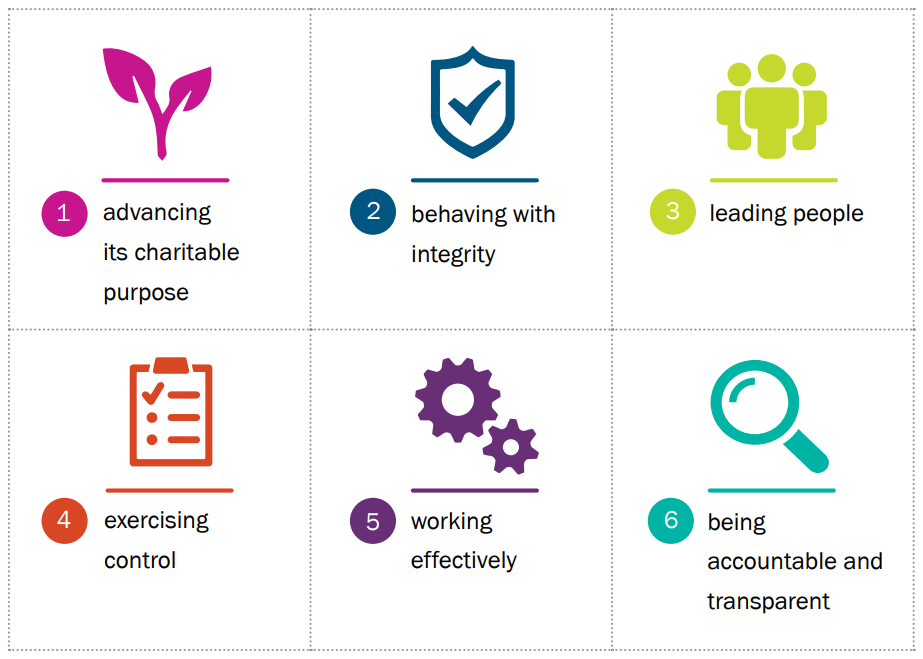 1
advancing
its charitable
purpose
2
behaving with
integrity
3
leading people
4
exercising
control
5
working
effectively
6
being
accountable and
transparent